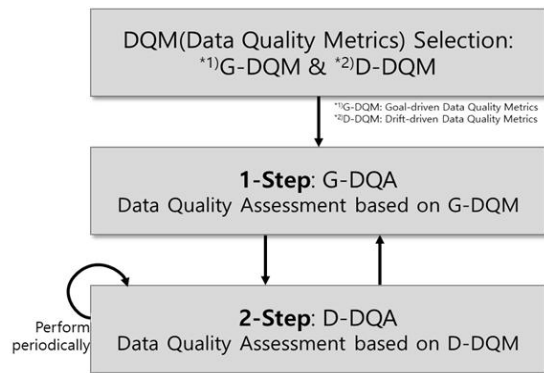 DQM(Data Quality Metrics) Selection:
*1)G-DQM & *2)D-DQM
*1)G-DQM: Goal-driven Data Quality Metrics
*2)D-DQM: Drift-driven Data Quality Metrics
1-Step: G-DQA
Data Quality Assessment based on G-DQM
Perform
periodically
2-Step: D-DQA
Data Quality Assessment based on D-DQM